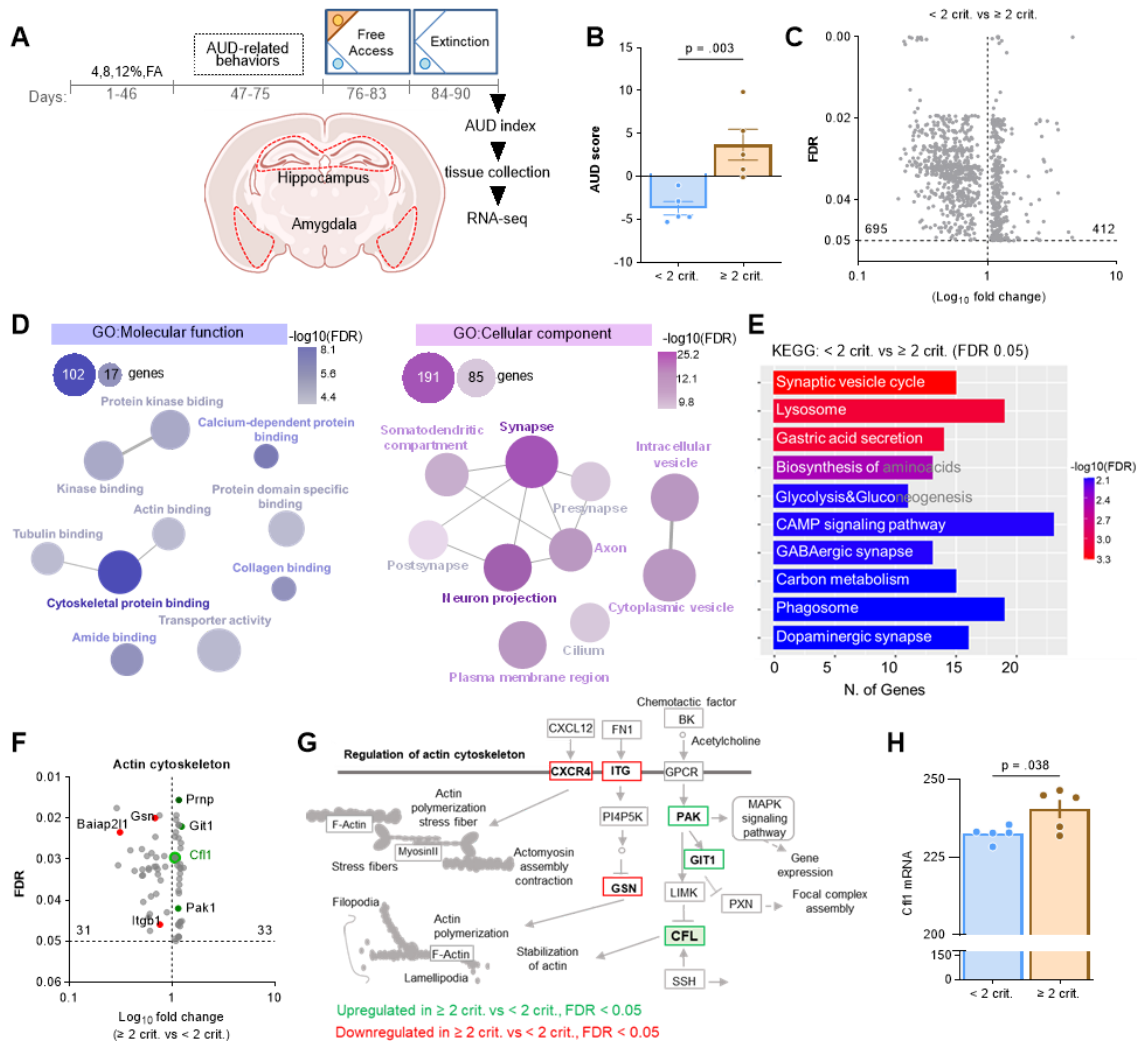 A
AUD-related
behaviors
Free
Access
Extinction
4,8,12%,FA
Days:
1-46
47-75
76-83
84-90
AUD index
tissue collection
RNA-seq
Hippocampus
Amygdala
B
p = .003
AUD score
15
10
5
0
-5
-10
< 2 crit.
≥ 2 crit.
C
< 2 crit. vs ≥ 2 crit.
FDR
0.00
0.02
0.04
0.05
695
412
0.1
1
10
(Log10 fold change)
D
GO:Molecular function
-log10(FDR)
8.1
5.6
4.4
102
17
genes
Protein kinase biding
Calcium-dependent protein
binding
Kinase binding
Protein domain specific
binding
Actin binding
Tubulin binding
Collagen binding
Cytoskeletal protein binding
Transporter activity
Amide binding
GO:Cellular component
-log10(FDR)
25.2
12.1
9.8
191
85
genes
Somatodendritic
compartment
Synapse
Intracellular
vesicle
Presynapse
Postsynapse
Axon
Neuron projection
Cytoplasmic vesicle
Cilium
Plasma membrane region
E
KEGG: < 2 crit. vs ≥ 2 crit. (FDR 0.05)
Synaptic vesicle cycle
Lysosome
Gastric acid secretion
Biosynthesis of aminoacids
Glycolysis&Gluconeogenesis
CAMP signaling pathway
GABAergic synapse
Carbon metabolism
Phagosome
Dopaminergic synapse
0
5
10
15
20
N. of Genes
-log10(FDR)
2.1
2.4
2.7
3.0
3.3
F
Actin cytoskeleton
FDR
0.01
0.02
0.03
0.04
0.05
0.06
Prnp
Gsn
Git1
Baiap2l1
Cfl1
Pak1
Itgb1
31
33
0.1
1
10
Log10 fold change
(≥ 2 crit. vs < 2 crit.)
G
Chemotactic factor
CXCL12
FN1
BK
Acetylcholine
Regulation of actin cytoskeleton
CXCR4
ITG
GPCR
Actin
polymerization
stress fiber
F-Actin
MyosinII
Stress fibers
Actomyosin
assembly
contraction
PI4P5K
PAK
MAPK
signaling
pathway
GIT1
Gene
expression
GSN
LIMK
PXN
Focal complex
assembly
Filopodia
Actin
polymerization
F-Actin
Lamellipodia
Stabilization
of actin
CFL
SSH
Upregulated in ≥ 2 crit. vs < 2 crit., FDR < 0.05
Downregulated in ≥ 2 crit. vs < 2 crit., FDR < 0.05
H
p = .038
Cfl1 mRNA
250
225
200
150
0
< 2 crit.
≥ 2 crit.